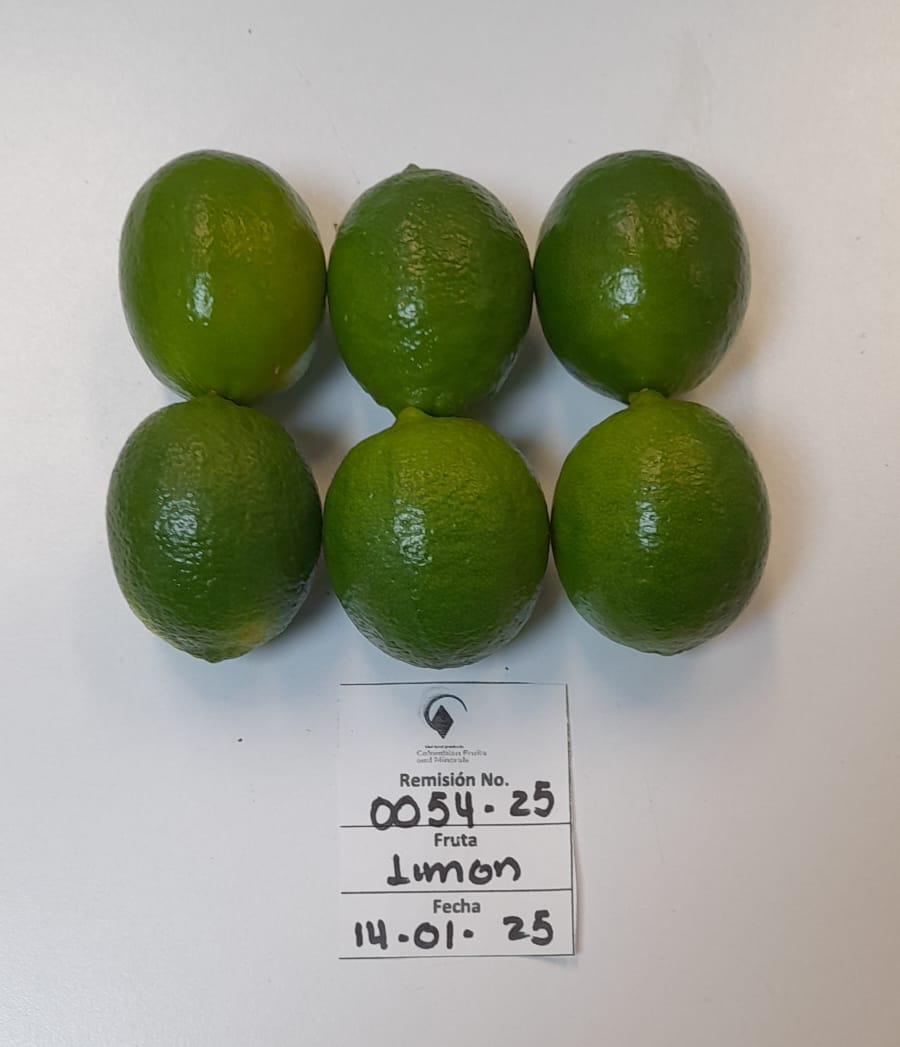 Colombian Fruits
and Minerals
Remisión No.
0054-25
Fruta
Limon
Fecha
14-01-25